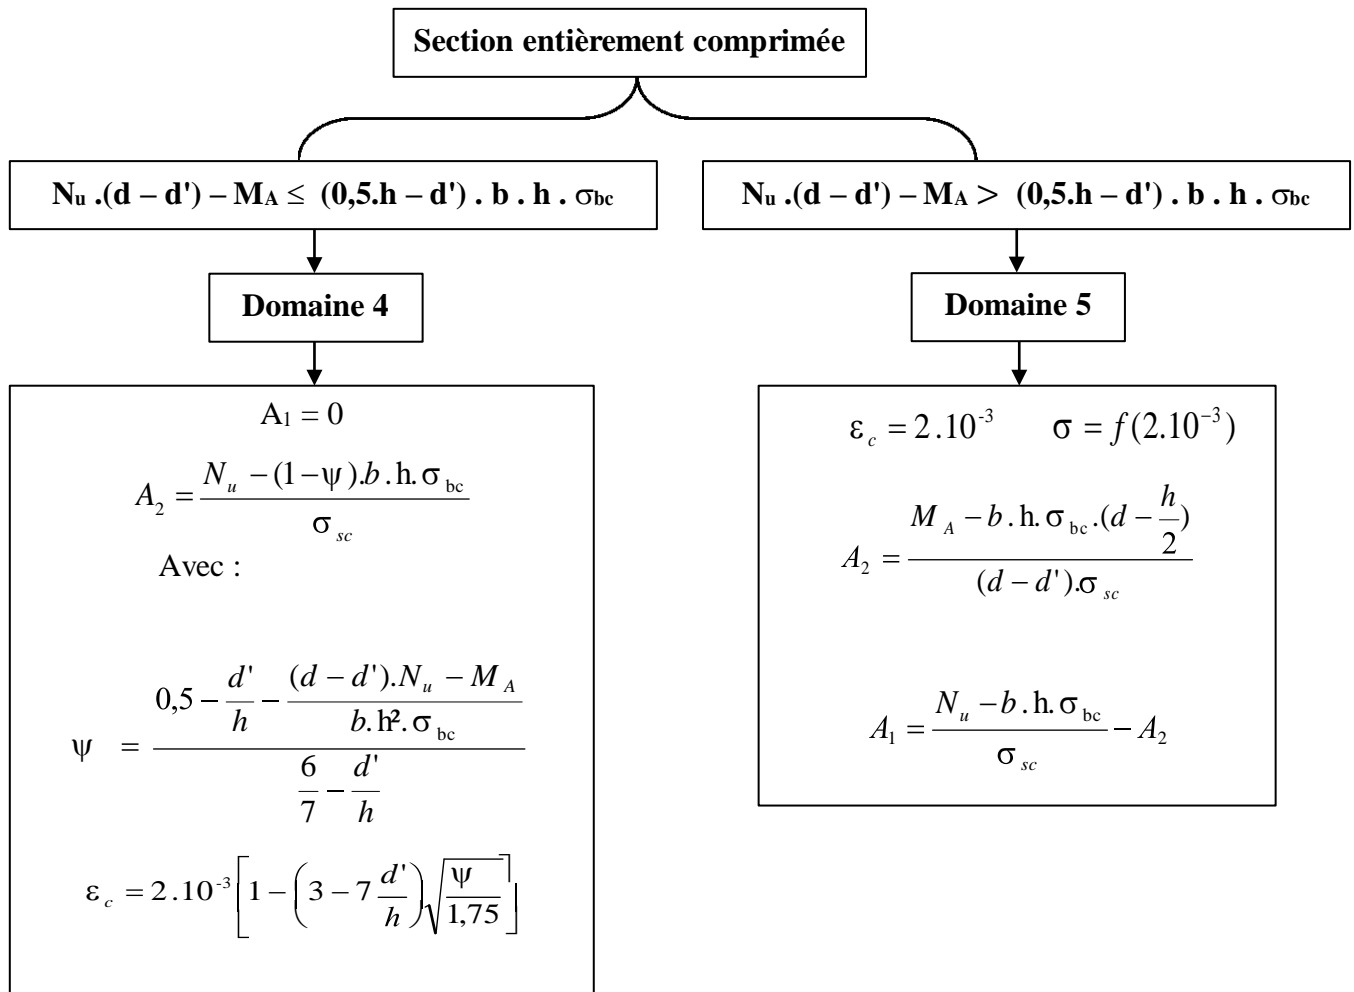 Section entièrement comprimée
Nu .(d – d') – MA ≤ (0,5.h – d') . b . h . σbc
Nu .(d – d') – MA > (0,5.h – d') . b . h . σbc
Domaine 4
Domaine 5
A1 = 0
A2 = (Nu − (1−ψ).b . h. σbc) / σsc
Avec :
ψ = (0,5 − d'/h − ((d − d').Nu − MA) / (b. h². σbc)) / (6/7 − d'/h)
εc = 2 .10^-3 [1 − (3 − 7 d'/h) √(ψ/1,75)]
εc = 2 .10^-3 σ = f(2.10^−3)
A2 = (MA − b . h. σbc .(d − h/2)) / ((d − d').σsc)
A1 = (Nu − b . h. σbc) / σsc − A2